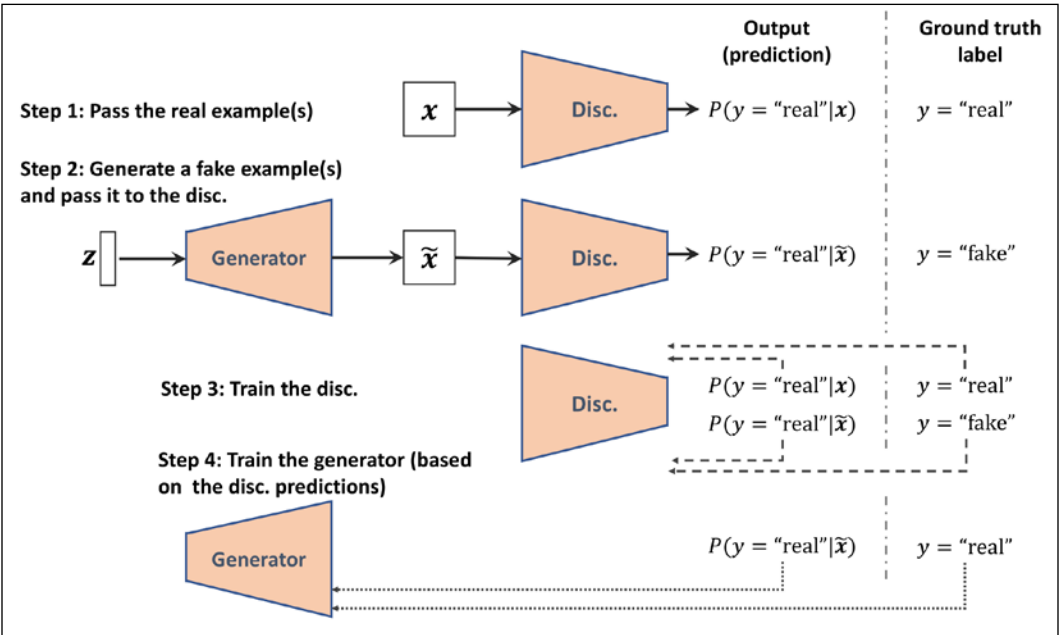 Output
(prediction)
Ground truth
label
Step 1: Pass the real example(s)
x
Disc.
P(y = “real”|x)
y = “real”
Step 2: Generate a fake example(s)
and pass it to the disc.
z
Generator
x̃
Disc.
P(y = “real”|x̃)
y = “fake”
Step 3: Train the disc.
Disc.
P(y = “real”|x)
y = “real”
P(y = “real”|x̃)
y = “fake”
Step 4: Train the generator (based
on the disc. predictions)
Generator
P(y = “real”|x̃)
y = “real”